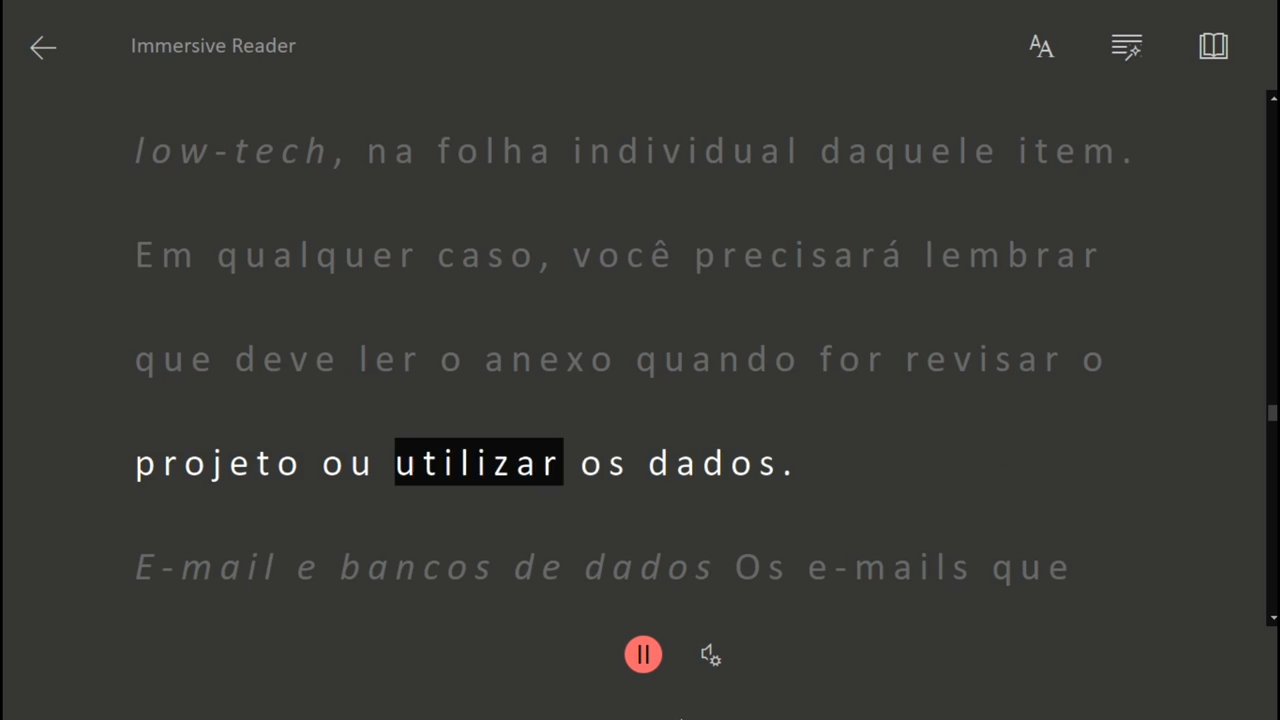 Immersive Reader
low-tech, na folha individual daquele item.
Em qualquer caso, você precisará lembrar
que deve ler o anexo quando for revisar o
projeto ou utilizar os dados.
E-mail e bancos de dados Os e-mails que